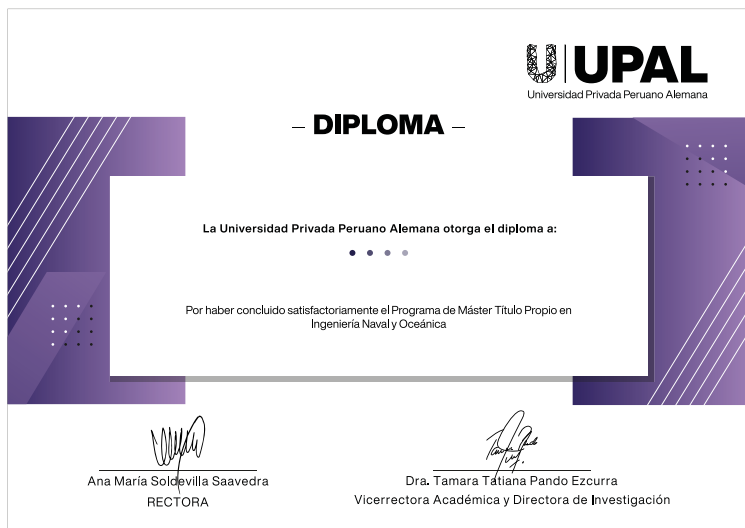 UPAL
Universidad Privada Peruano Alemana
– DIPLOMA –
La Universidad Privada Peruano Alemana otorga el diploma a:
Por haber concluido satisfactoriamente el Programa de Máster Título Propio en
Ingeniería Naval y Oceánica
Ana María Soldevilla Saavedra
RECTORA
Dra. Tamara Tatiana Pando Ezcurra
Vicerrectora Académica y Directora de Investigación